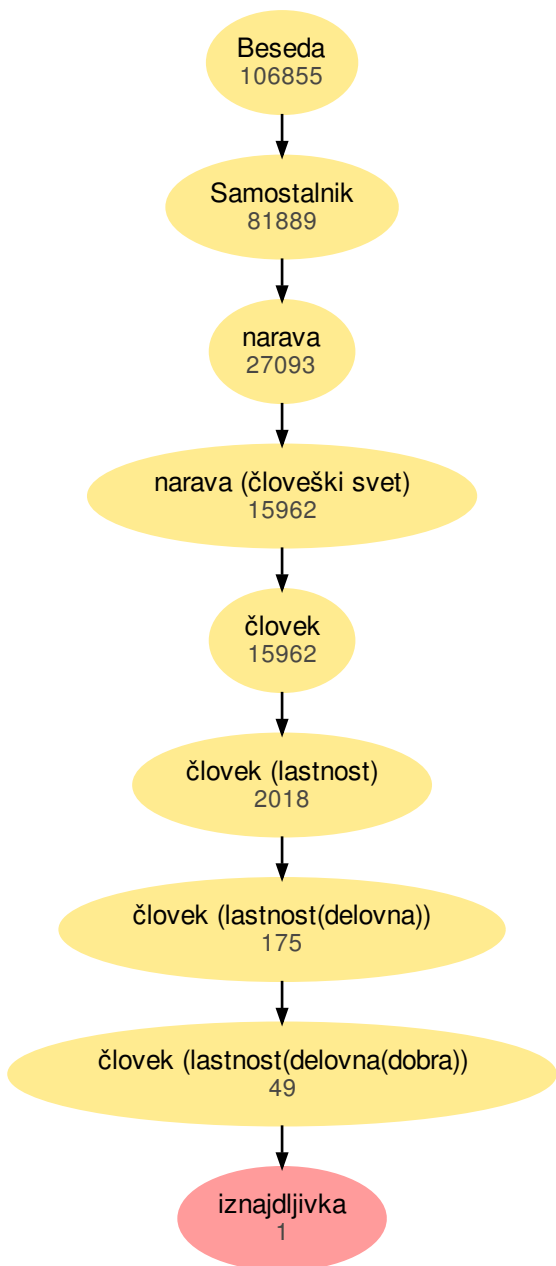 Beseda
106855
Samostalnik
81889
narava
27093
narava (človeški svet)
15962
človek
15962
človek (lastnost)
2018
človek (lastnost(delovna))
175
človek (lastnost(delovna(dobra))
49
iznajdljivka
1